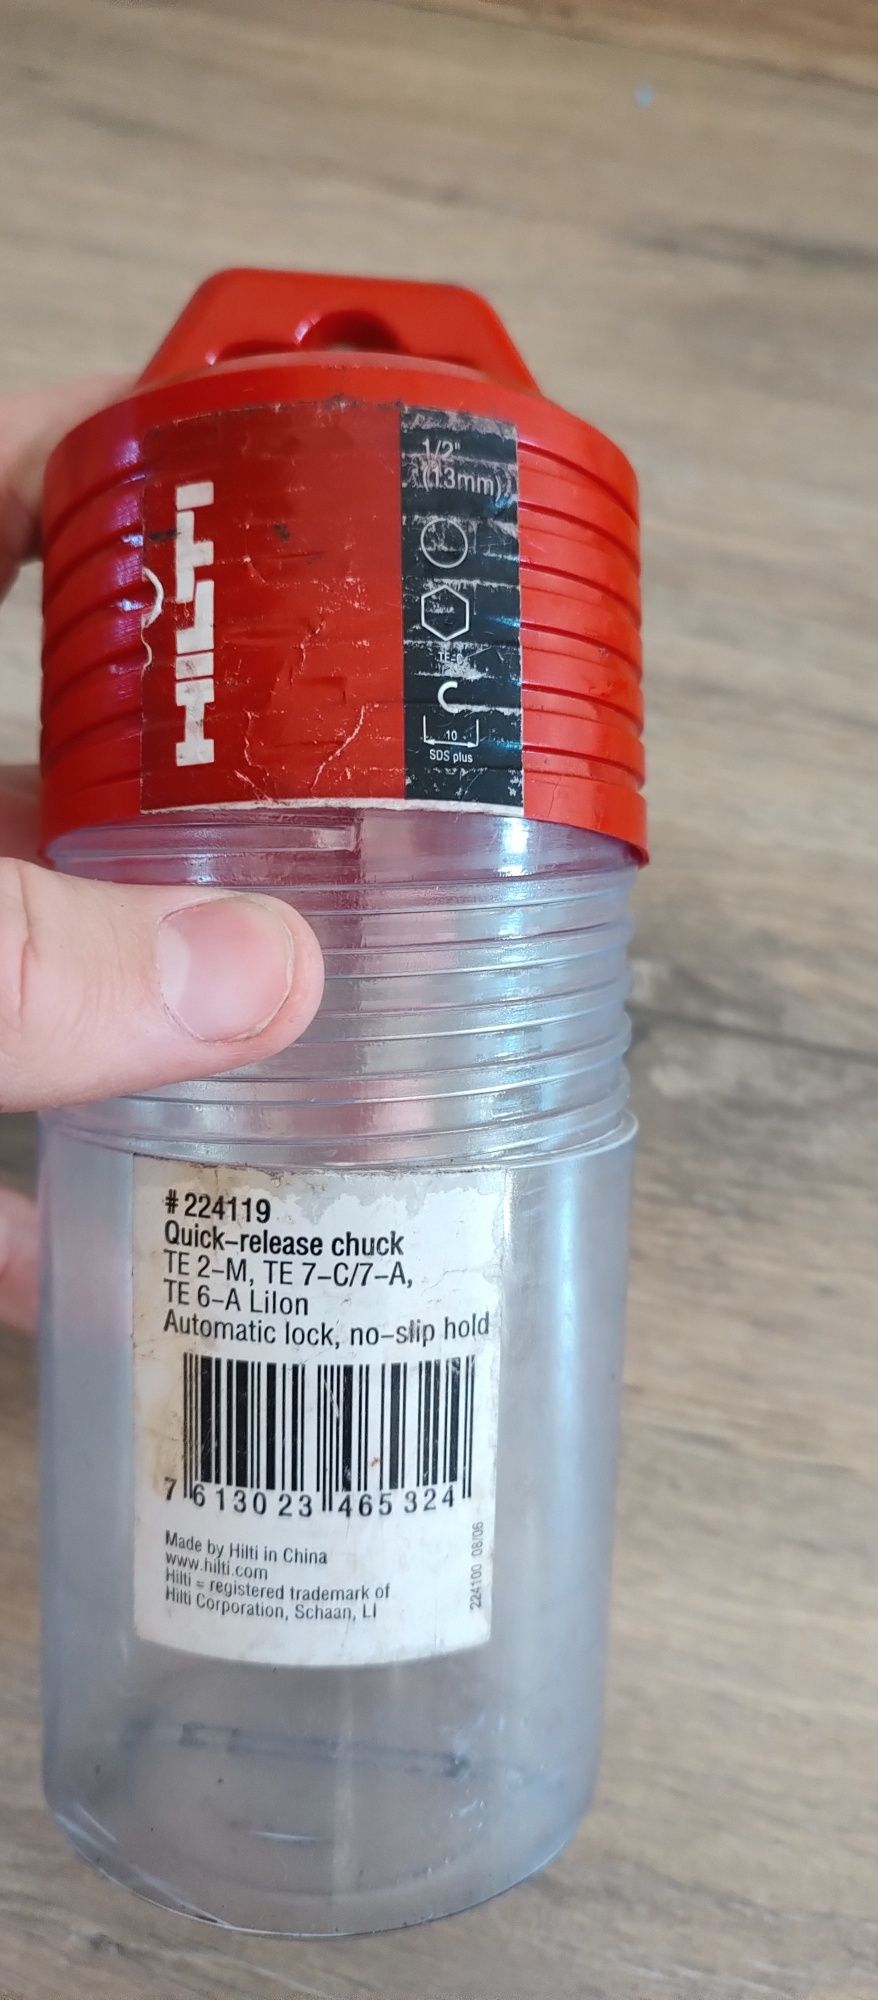 HILTI
1/2"
(13mm)
TE-C
10
SDS plus
# 224119
Quick-release chuck
TE 2-M, TE 7-C/7-A,
TE 6-A LiIon
Automatic lock, no-slip hold
7 613023 465324
Made by Hilti in China
www.hilti.com
Hilti = registered trademark of
Hilti Corporation, Schaan, LI
224100 08/06